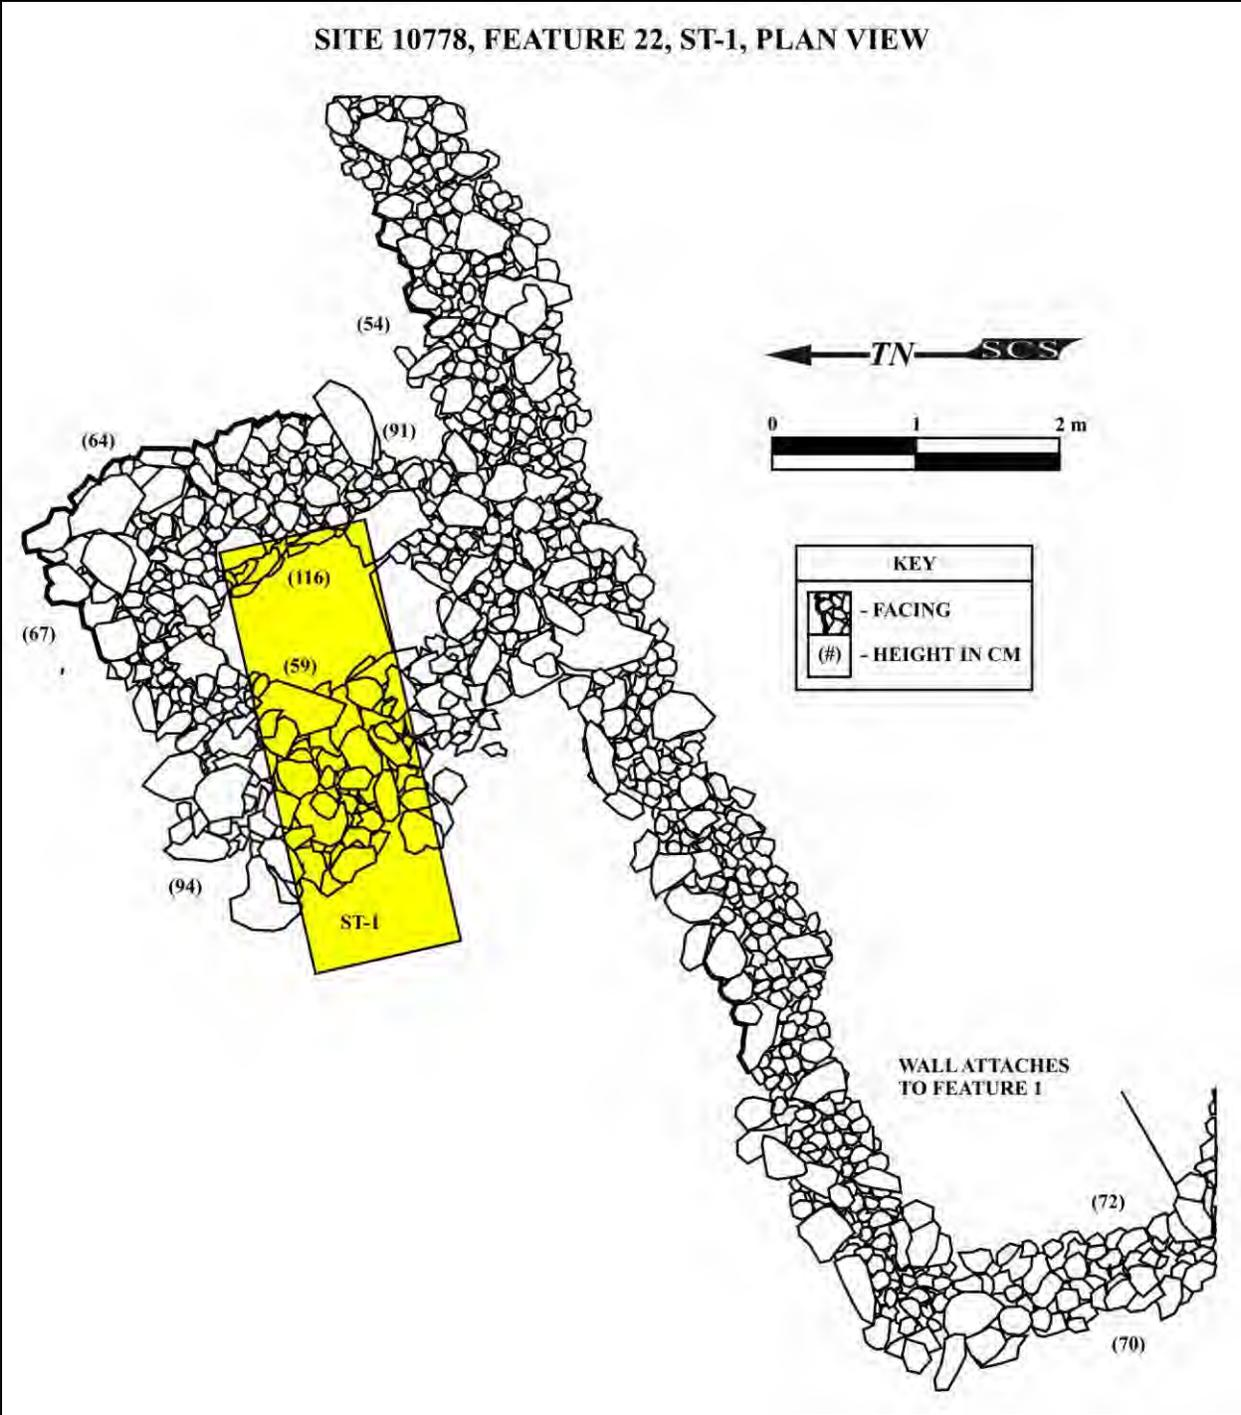 SITE 10778, FEATURE 22, ST-1, PLAN VIEW
(54)
TN SCS
0 1 2 m
(91)
(64)
KEY
(116)
- FACING
(67)
(#) - HEIGHT IN CM
(59)
(94)
ST-1
WALL ATTACHES
TO FEATURE 1
(72)
(70)